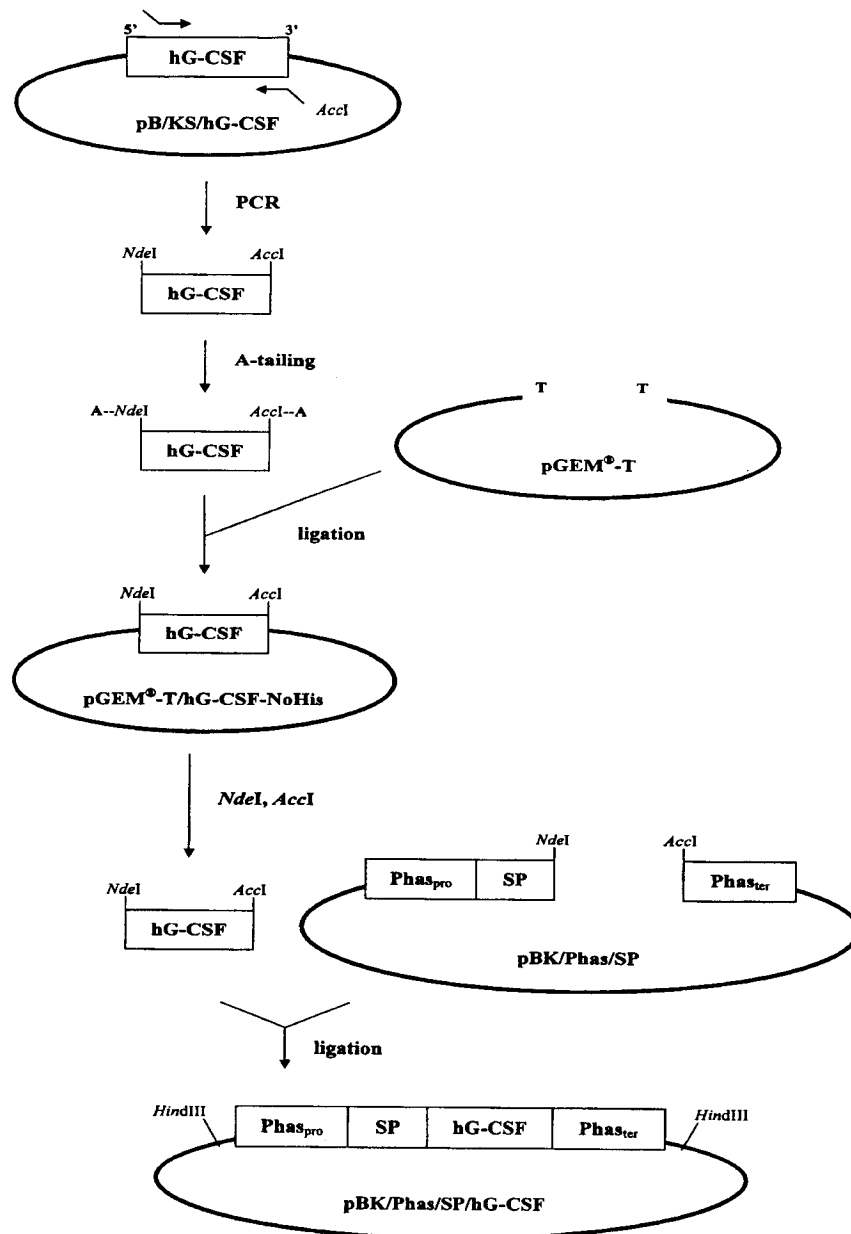 5' 3'
hG-CSF
AccI
pB/KS/hG-CSF
PCR
NdeI AccI
hG-CSF
A-tailing
A--NdeI AccI--A
hG-CSF
T T
pGEM®-T
ligation
NdeI AccI
hG-CSF
pGEM®-T/hG-CSF-NoHis
NdeI, AccI
NdeI AccI
hG-CSF
NdeI AccI
Phaspro SP Phaster
pBK/Phas/SP
ligation
HindIII HindIII
Phaspro SP hG-CSF Phaster
pBK/Phas/SP/hG-CSF